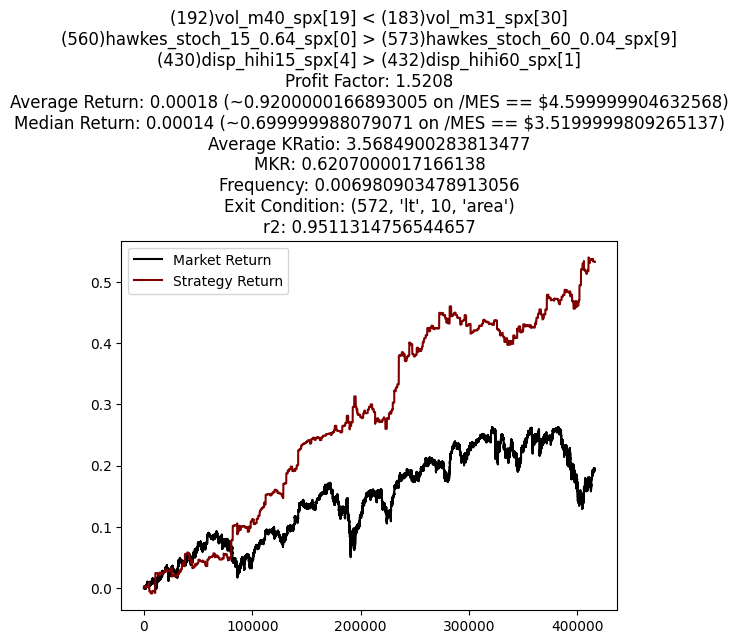 (192)vol_m40_spx[19] < (183)vol_m31_spx[30]
(560)hawkes_stoch_15_0.64_spx[0] > (573)hawkes_stoch_60_0.04_spx[9]
(430)disp_hihi15_spx[4] > (432)disp_hihi60_spx[1]
Profit Factor: 1.5208
Average Return: 0.00018 (~0.9200000166893005 on /MES == $4.599999904632568)
Median Return: 0.00014 (~0.699999988079071 on /MES == $3.5199999809265137)
Average KRatio: 3.5684900283813477
MKR: 0.6207000017166138
Frequency: 0.006980903478913056
Exit Condition: (572, 'lt', 10, 'area')
r2: 0.9511314756544657
Market Return
Strategy Return
0.5
0.4
0.3
0.2
0.1
0.0
0 100000 200000 300000 400000